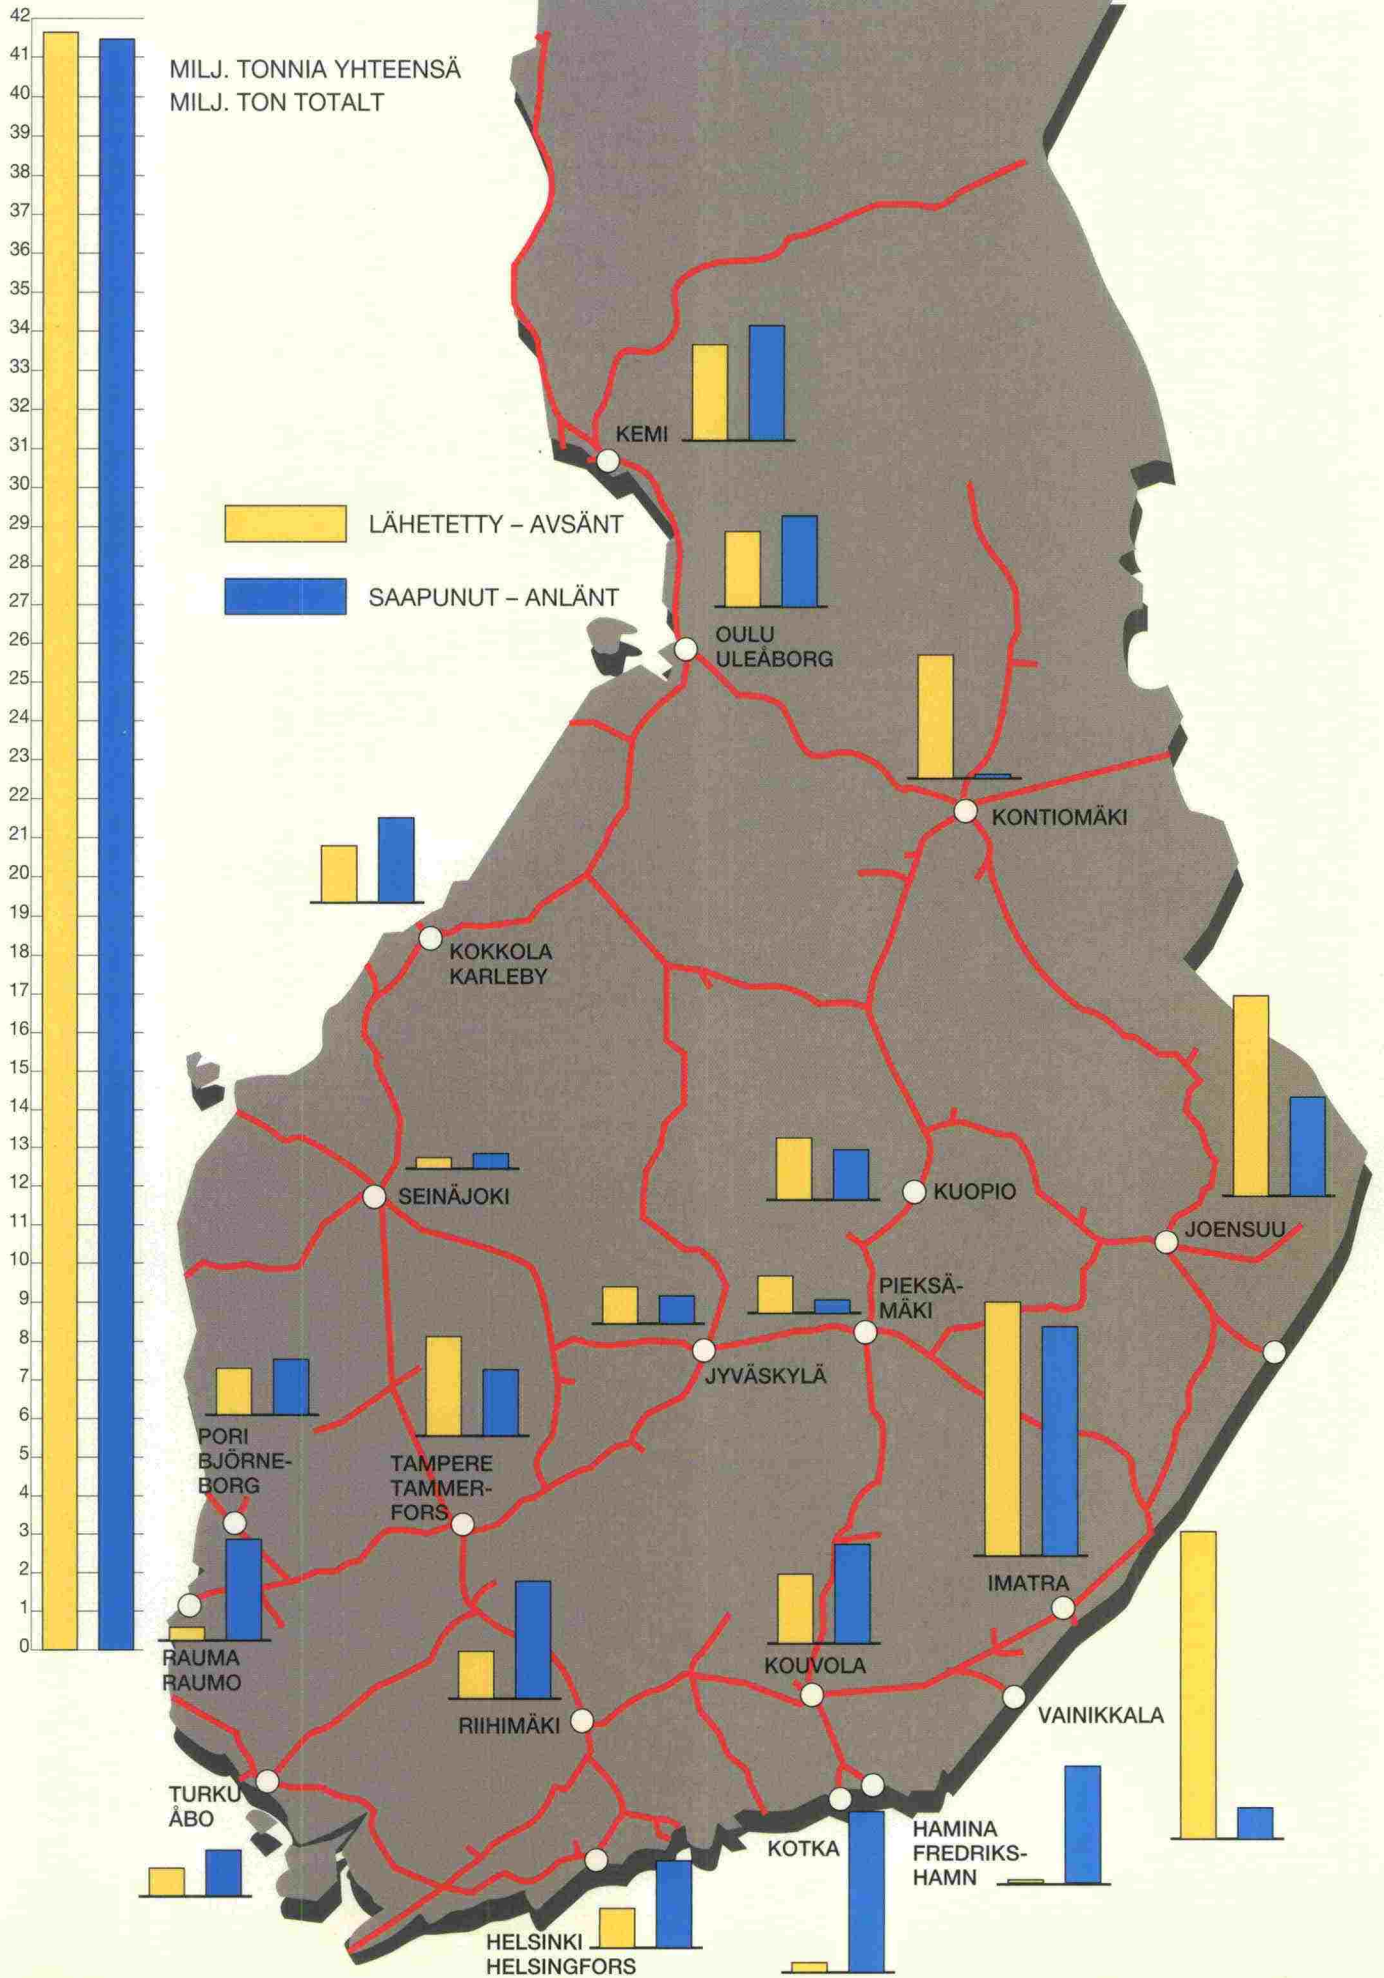 42
41
40
39
38
37
36
35
34
33
32
31
30
29
28
27
26
25
24
23
22
21
20
19
18
17
16
15
14
13
12
11
10
9
8
7
6
5
4
3
2
1
0
MILJ. TONNIA YHTEENSÄ
MILJ. TON TOTALT
LÄHETETTY – AVSÄNT
SAAPUNUT – ANLÄNT
KEMI
OULU
ULEÅBORG
KONTIOMÄKI
KOKKOLA
KARLEBY
SEINÄJOKI
KUOPIO
JOENSUU
PIEKSÄ-
MÄKI
JYVÄSKYLÄ
PORI
BJÖRNE-
BORG
TAMPERE
TAMMER-
FORS
IMATRA
RAUMA
RAUMO
KOUVOLA
RIIHIMÄKI
VAINIKKALA
TURKU
ÅBO
KOTKA
HAMINA
FREDRIKS-
HAMN
HELSINKI
HELSINGFORS